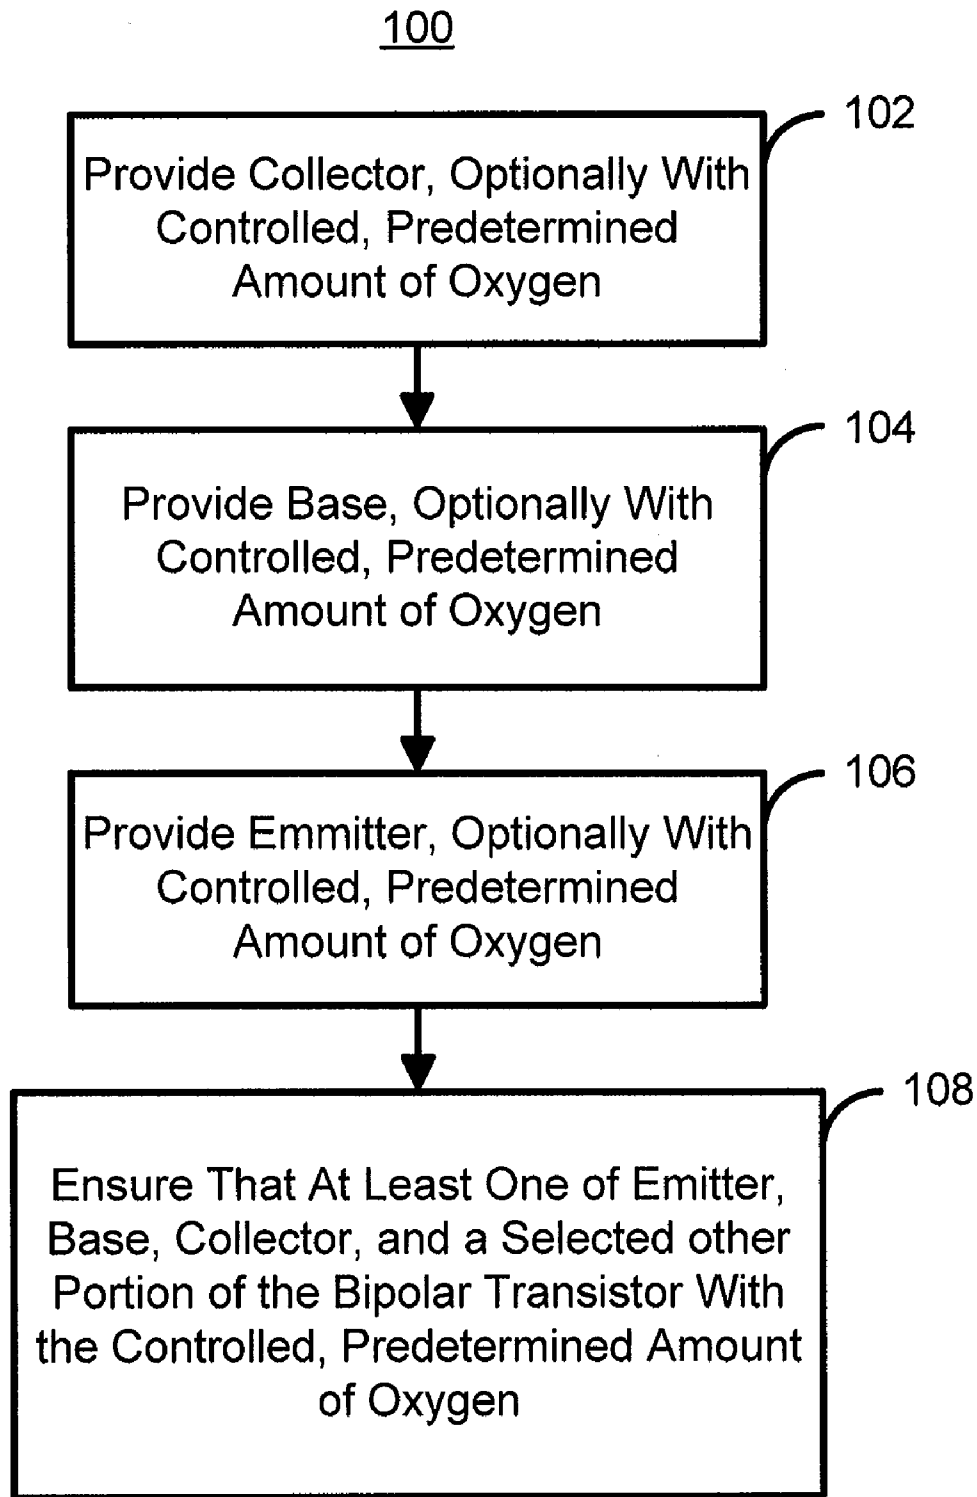 100
102
Provide Collector, Optionally With
Controlled, Predetermined
Amount of Oxygen
104
Provide Base, Optionally With
Controlled, Predetermined
Amount of Oxygen
106
Provide Emmitter, Optionally With
Controlled, Predetermined
Amount of Oxygen
108
Ensure That At Least One of Emitter,
Base, Collector, and a Selected other
Portion of the Bipolar Transistor With
the Controlled, Predetermined Amount
of Oxygen